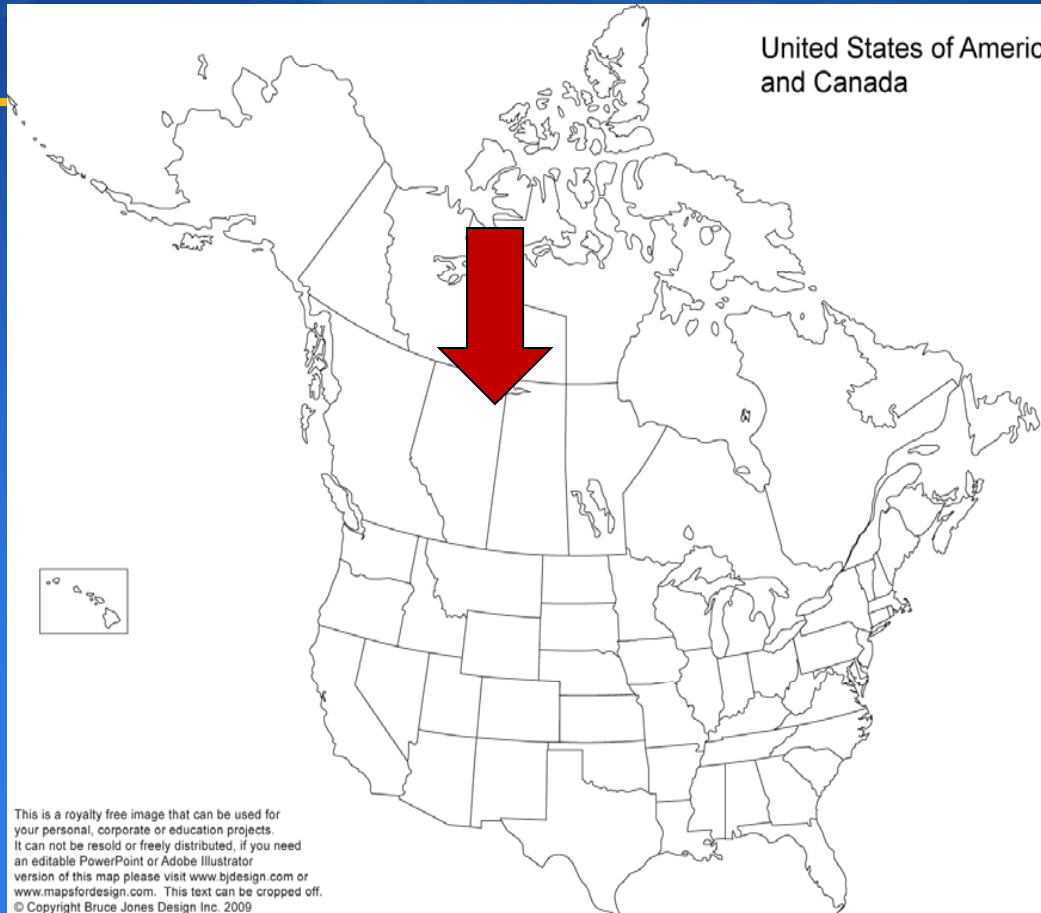 United States of Americ
and Canada
This is a royalty free image that can be used for
your personal, corporate or education projects.
It can not be resold or freely distributed, if you need
an editable PowerPoint or Adobe Illustrator
version of this map please visit www.bjdesign.com or
www.mapsfordesign.com. This text can be cropped off.
© Copyright Bruce Jones Design Inc. 2009